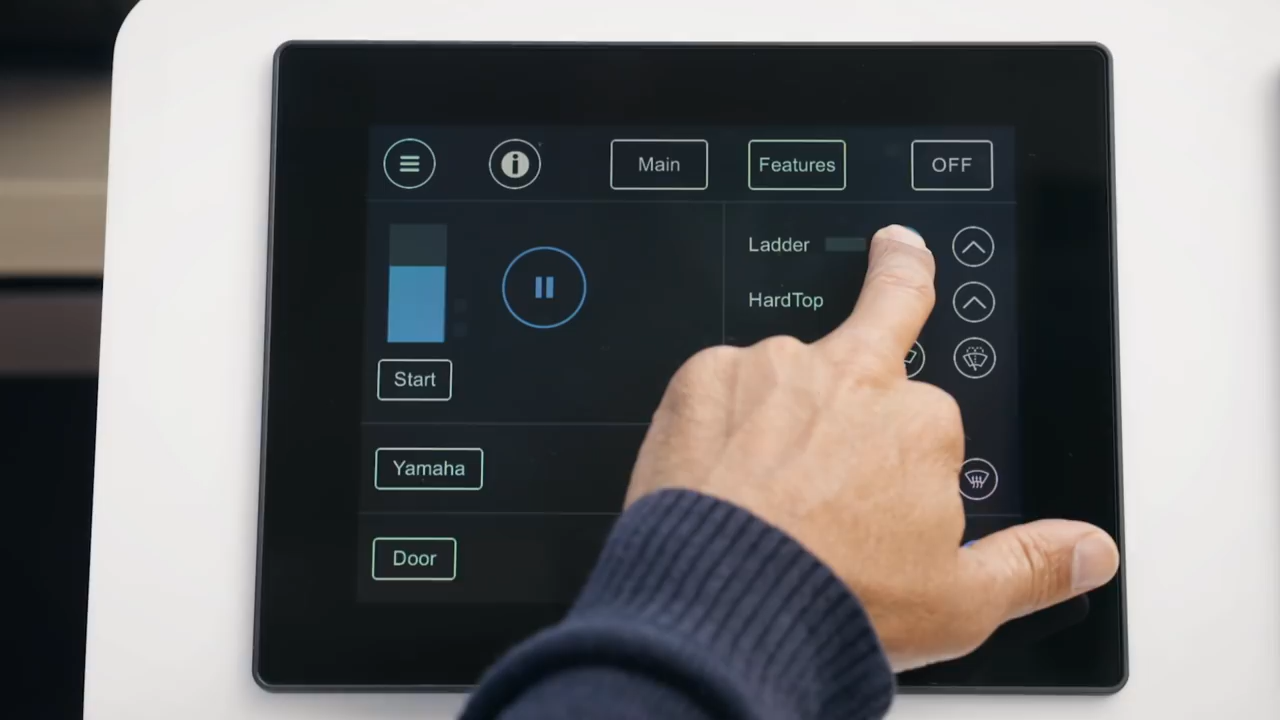 Main
Features
OFF
Ladder
HardTop
Start
Yamaha
Door